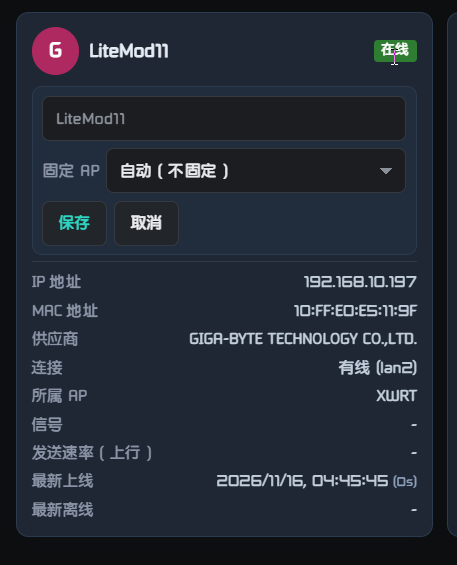 G LiteMod11 在线
LiteMod11
固定 AP 自动 ( 不固定 )
保存 取消
IP 地址 192.168.10.197
MAC 地址 10:FF:E0:E5:11:9F
供应商 GIGA-BYTE TECHNOLOGY CO.,LTD.
连接 有线 (lan2)
所属 AP XWRT
信号 -
发送速率 ( 上行 ) -
最新上线 2026/11/16, 04:45:45 (0s)
最新离线 -